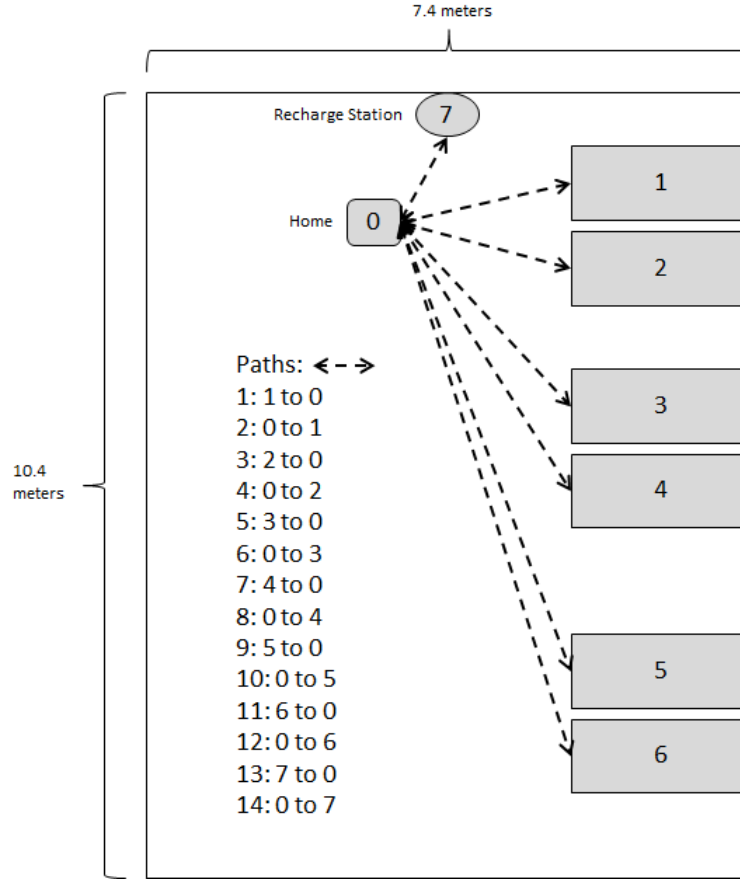 7.4 meters
Recharge Station
7
1
Home
0
2
Paths:
1: 1 to 0
3
2: 0 to 1
3: 2 to 0
10.4
meters
4: 0 to 2
4
5: 3 to 0
6: 0 to 3
7: 4 to 0
8: 0 to 4
9: 5 to 0
5
10: 0 to 5
11: 6 to 0
12: 0 to 6
6
13: 7 to 0
14: 0 to 7